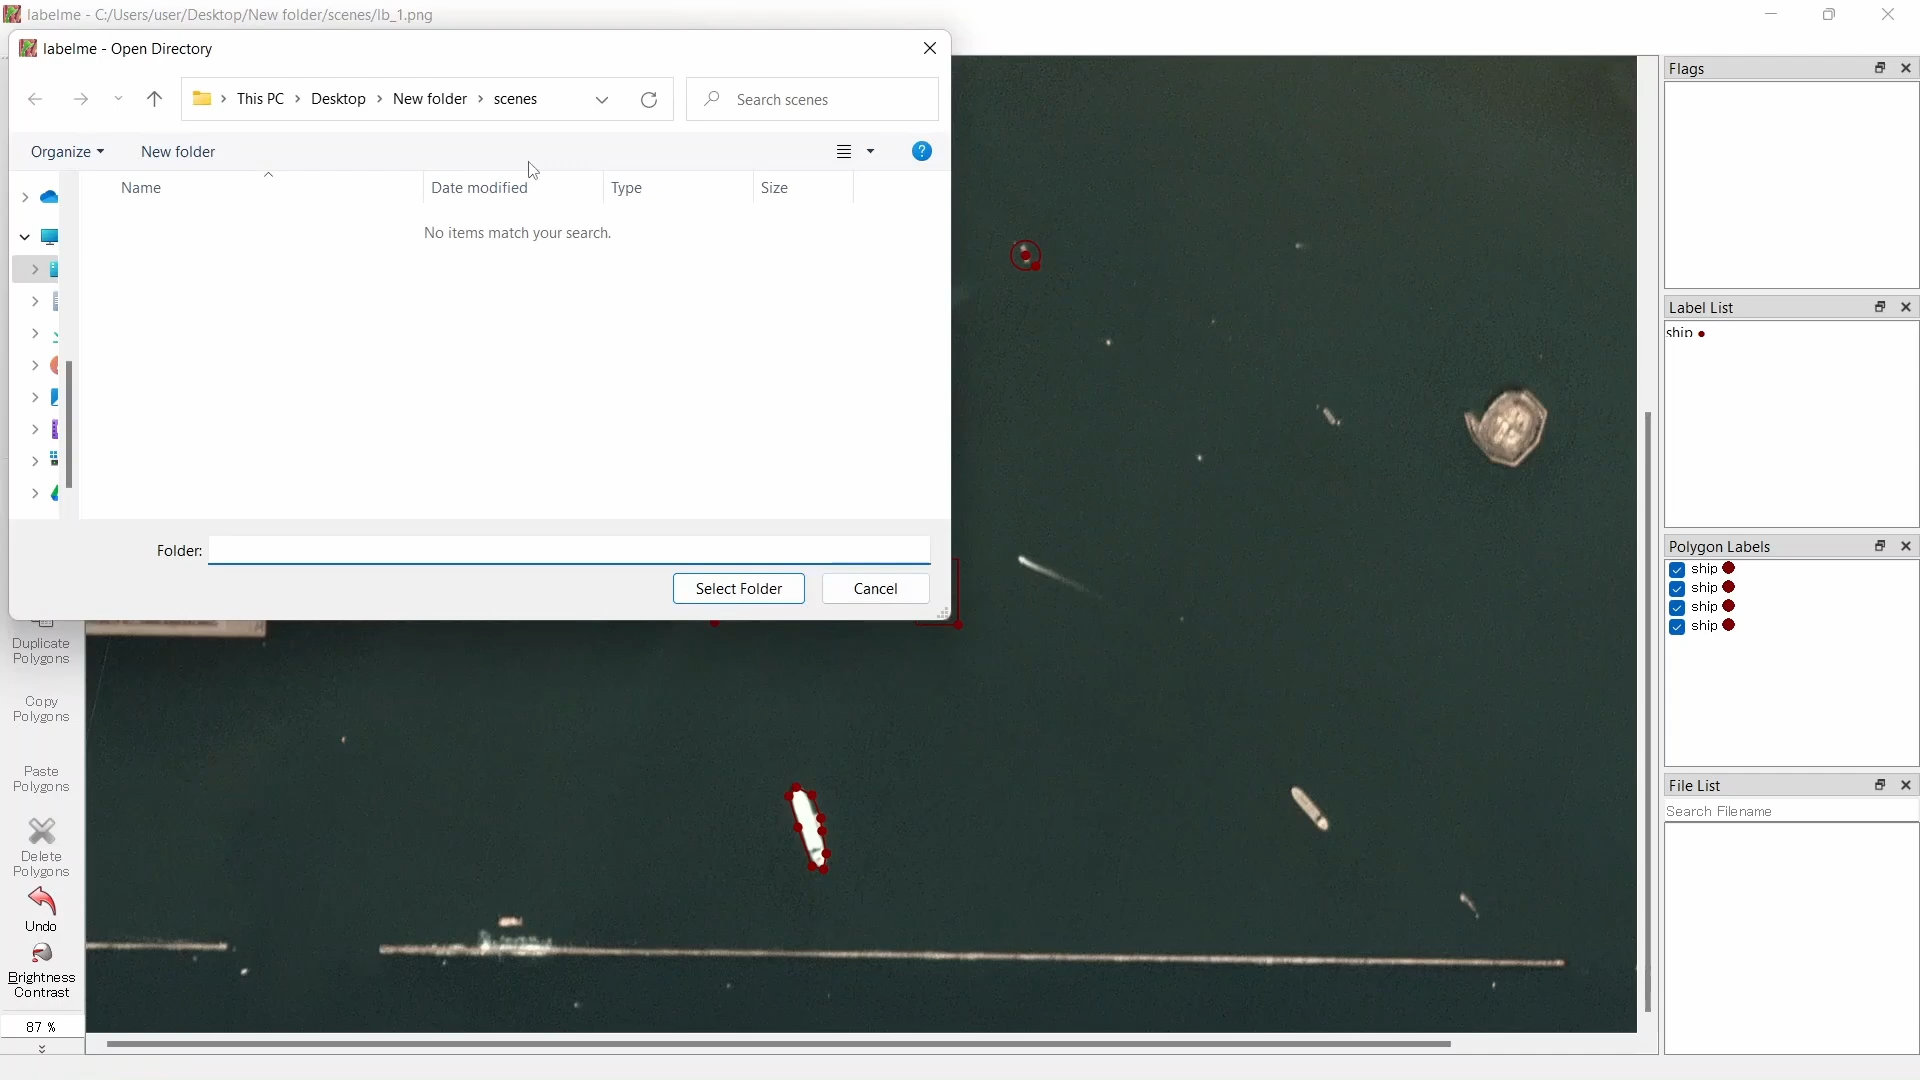 labelme - C:/Users/user/Desktop/New folder/scenes/lb_1.png
labelme - Open Directory
This PC
Desktop
New folder
scenes
Search scenes
Organize
New folder
Name
Date modified
Type
Size
No items match your search.
Folder:
Select Folder
Cancel
Duplicate
Polygons
Copy
Polygons
Paste
Polygons
Delete
Polygons
Undo
Brightness
Contrast
87 %
Flags
Label List
ship
Polygon Labels
ship
ship
ship
ship
File List
Search Filename